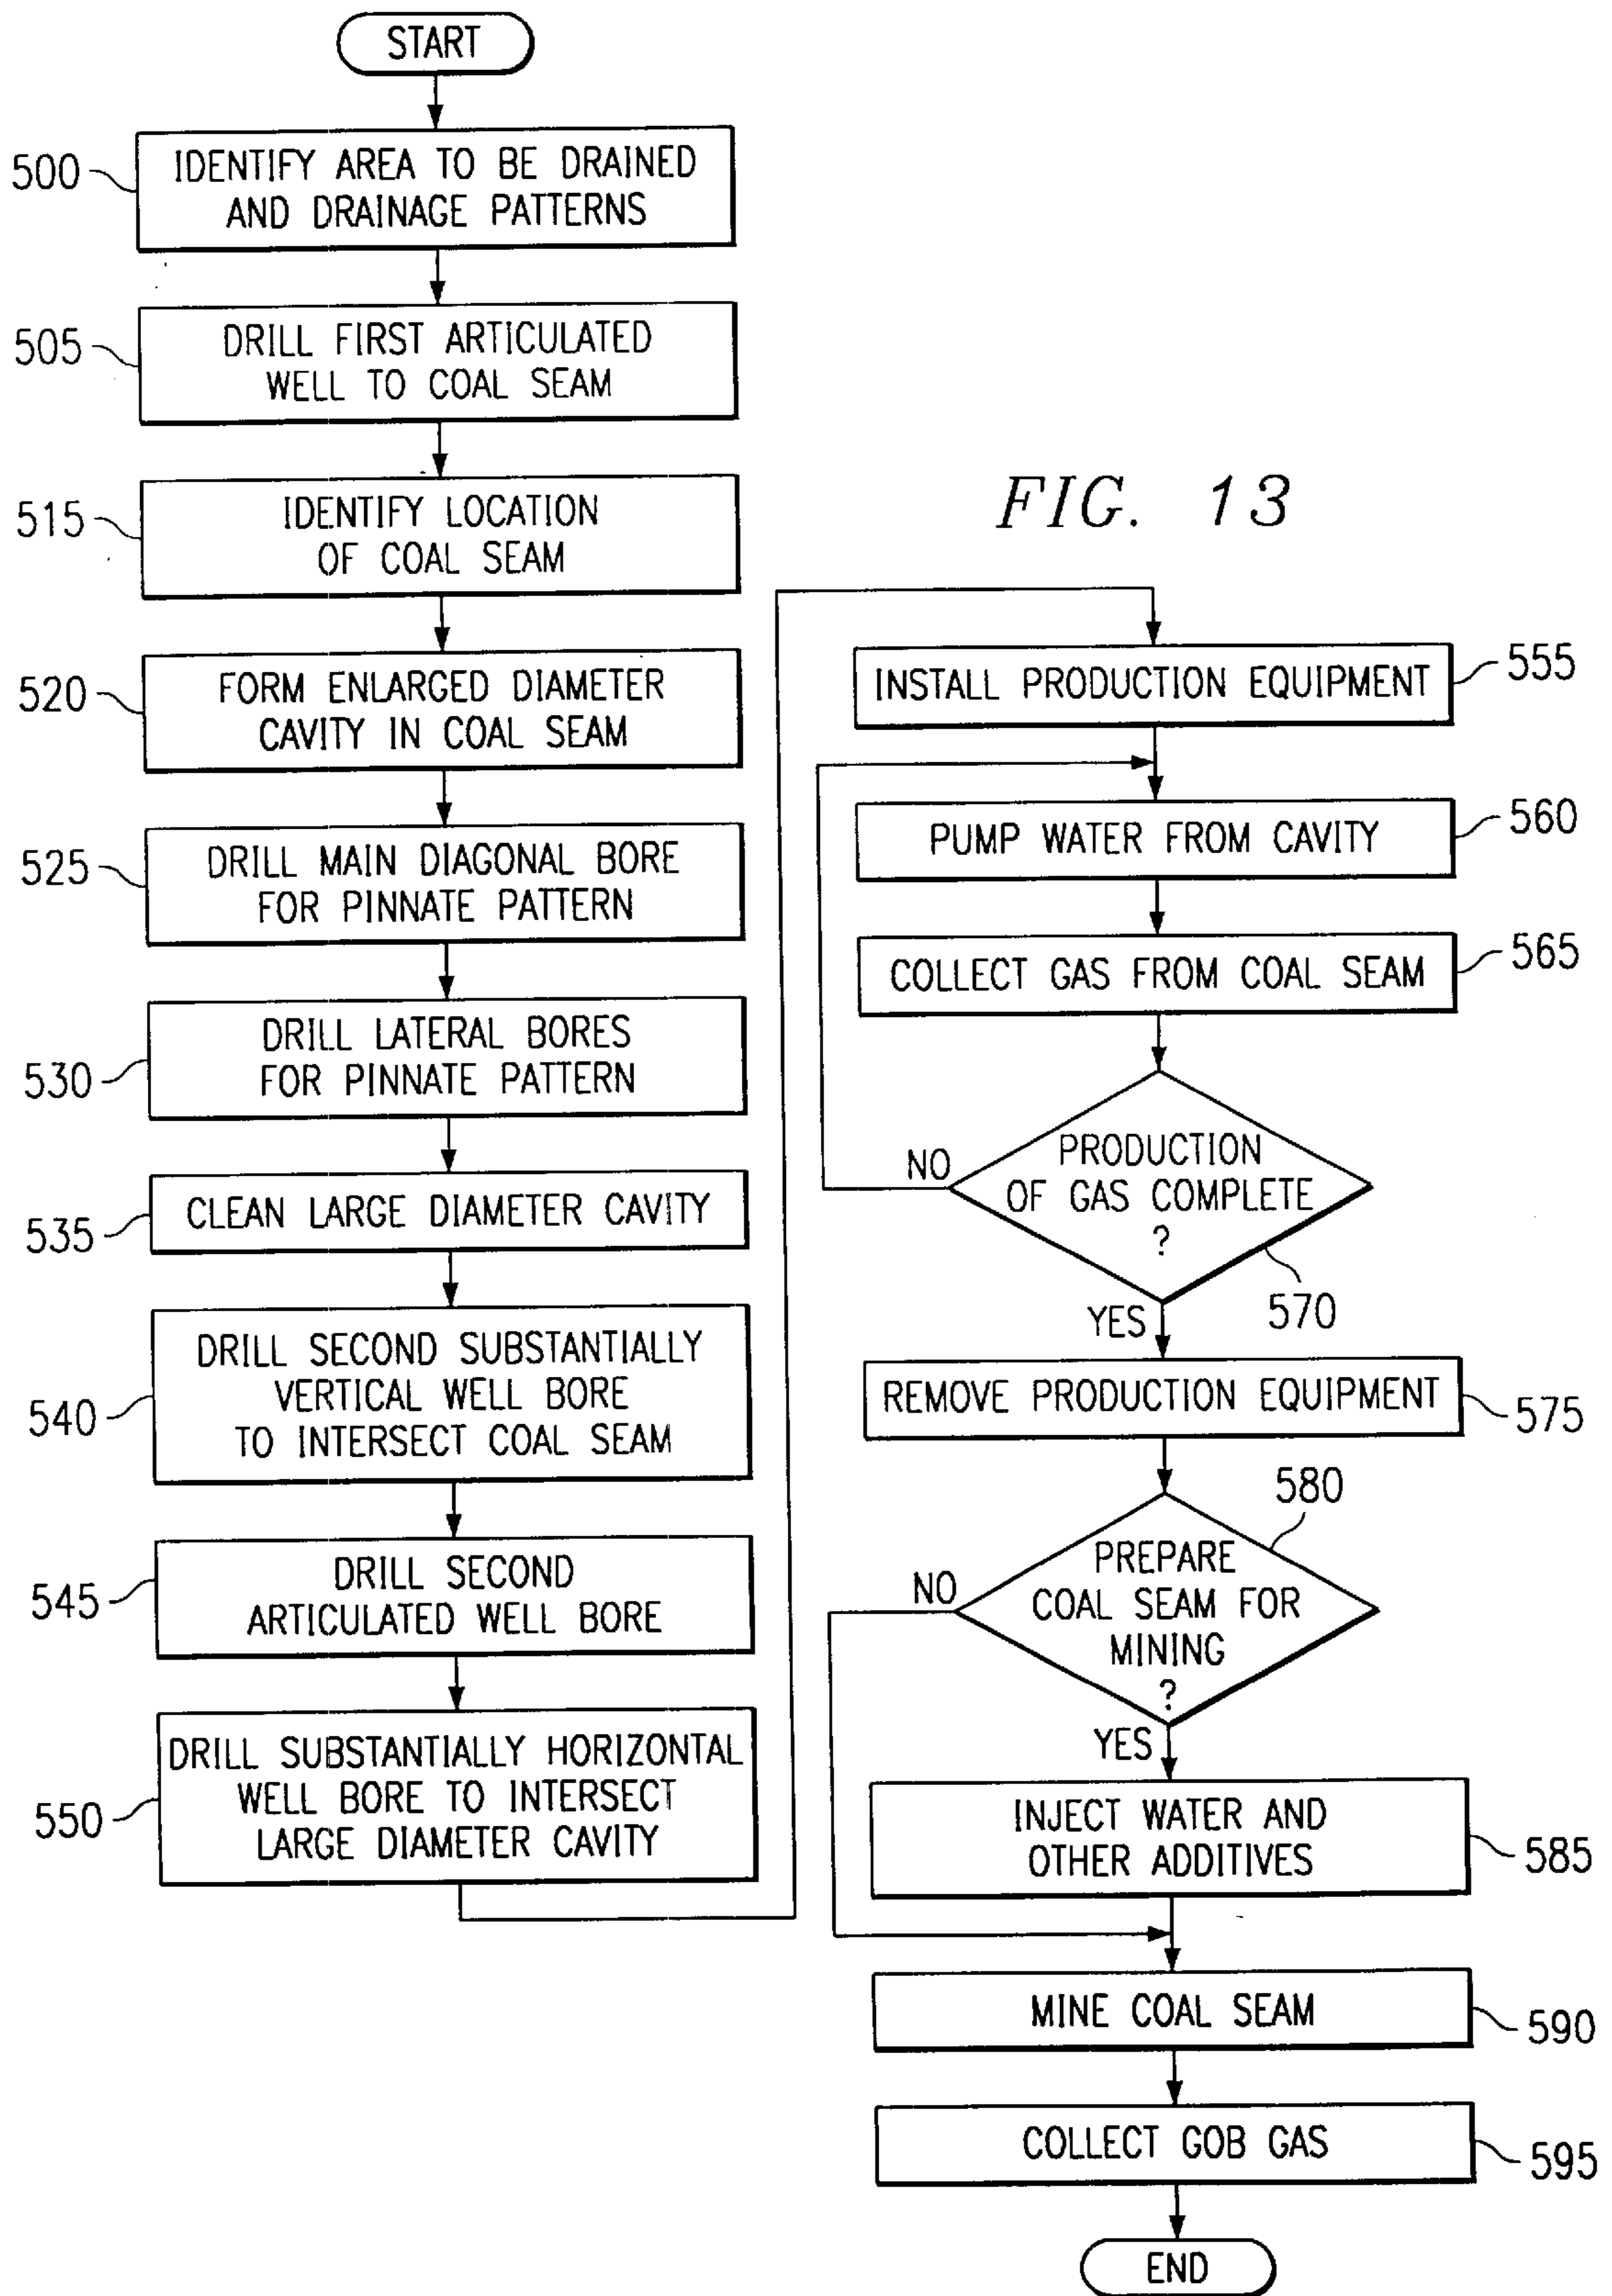 START
500
IDENTIFY AREA TO BE DRAINED
AND DRAINAGE PATTERNS
505
DRILL FIRST ARTICULATED
WELL TO COAL SEAM
515
IDENTIFY LOCATION
OF COAL SEAM
520
FORM ENLARGED DIAMETER
CAVITY IN COAL SEAM
525
DRILL MAIN DIAGONAL BORE
FOR PINNATE PATTERN
530
DRILL LATERAL BORES
FOR PINNATE PATTERN
535
CLEAN LARGE DIAMETER CAVITY
540
DRILL SECOND SUBSTANTIALLY
VERTICAL WELL BORE
TO INTERSECT COAL SEAM
545
DRILL SECOND
ARTICULATED WELL BORE
550
DRILL SUBSTANTIALLY HORIZONTAL
WELL BORE TO INTERSECT
LARGE DIAMETER CAVITY
FIG. 13
INSTALL PRODUCTION EQUIPMENT
555
PUMP WATER FROM CAVITY
560
COLLECT GAS FROM COAL SEAM
565
NO
PRODUCTION
OF GAS COMPLETE
?
570
YES
REMOVE PRODUCTION EQUIPMENT
575
580
NO
PREPARE
COAL SEAM FOR
MINING
?
YES
INJECT WATER AND
OTHER ADDITIVES
585
MINE COAL SEAM
590
COLLECT GOB GAS
595
END